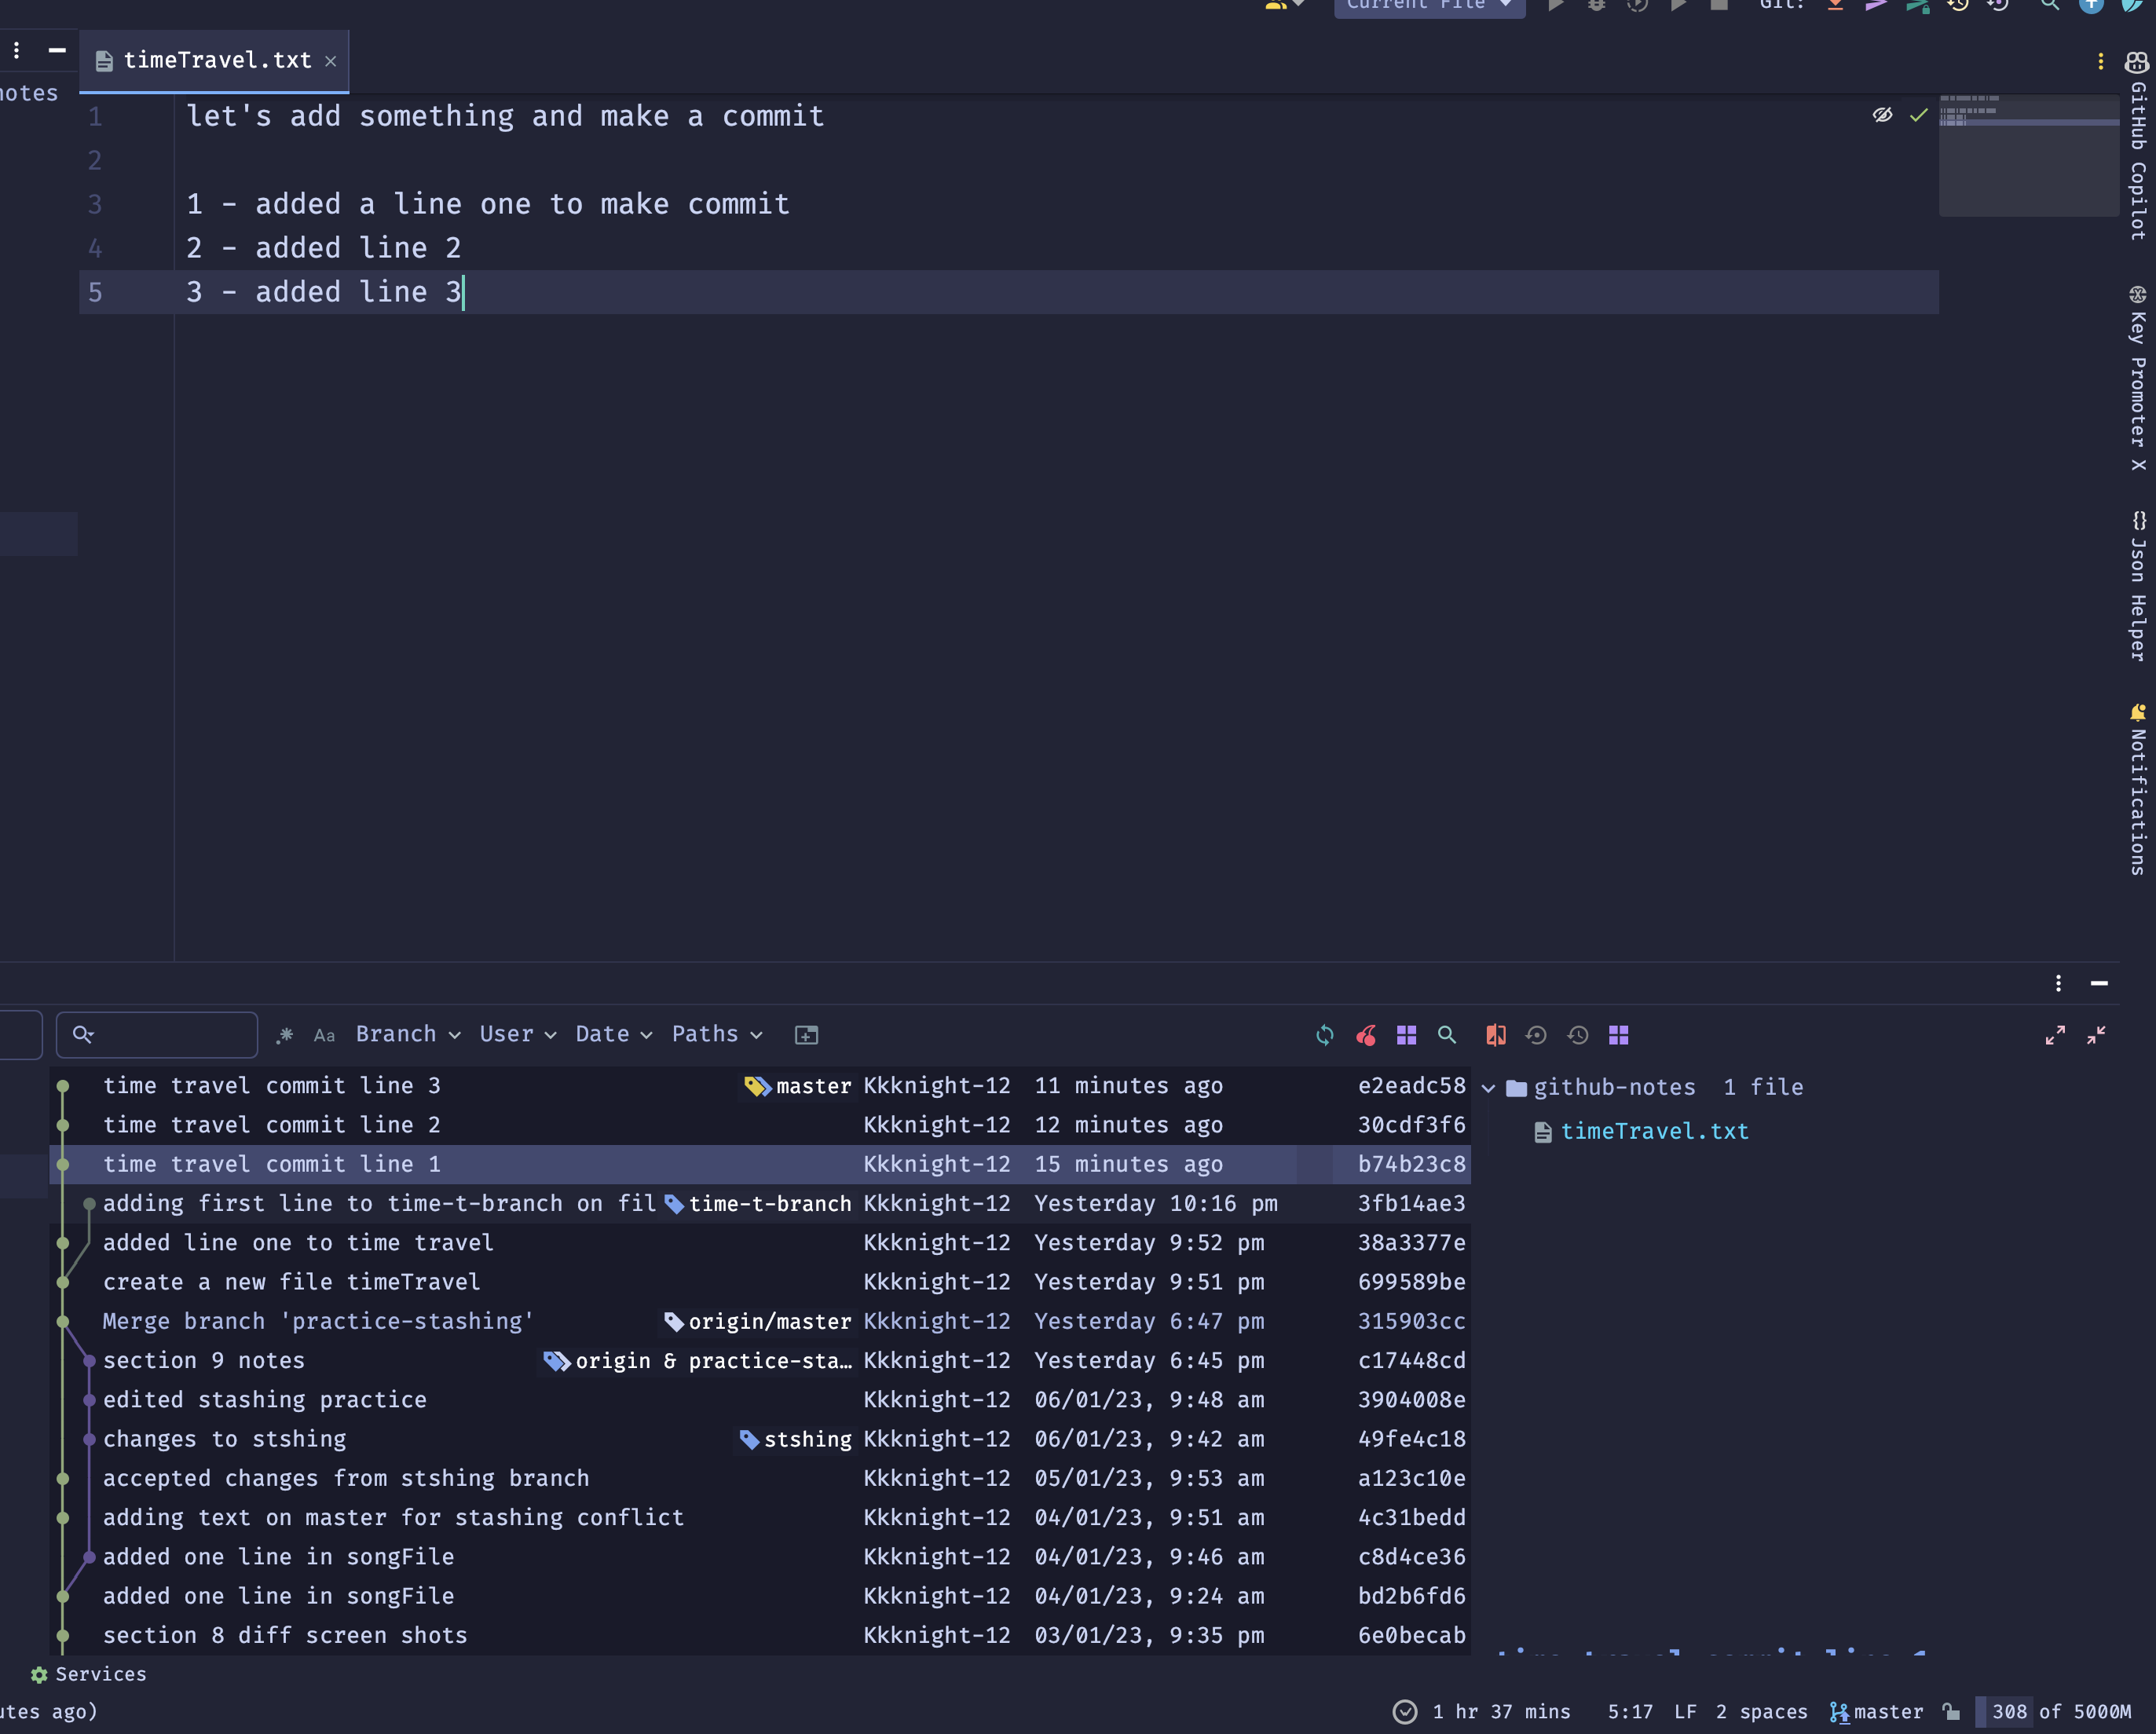 Current File Git:
timeTravel.txt
notes
1 let's add something and make a commit
2
3 1 - added a line one to make commit
4 2 - added line 2
5 3 - added line 3
GitHub Copilot
Key Promoter X
{} Json Helper
Notifications
.* Aa Branch User Date Paths
time travel commit line 3 master Kkknight-12 11 minutes ago e2eadc58
time travel commit line 2 Kkknight-12 12 minutes ago 30cdf3f6
time travel commit line 1 Kkknight-12 15 minutes ago b74b23c8
adding first line to time-t-branch on fil time-t-branch Kkknight-12 Yesterday 10:16 pm 3fb14ae3
added line one to time travel Kkknight-12 Yesterday 9:52 pm 38a3377e
create a new file timeTravel Kkknight-12 Yesterday 9:51 pm 699589be
Merge branch 'practice-stashing' origin/master Kkknight-12 Yesterday 6:47 pm 315903cc
section 9 notes origin & practice-sta… Kkknight-12 Yesterday 6:45 pm c17448cd
edited stashing practice Kkknight-12 06/01/23, 9:48 am 3904008e
changes to stshing stshing Kkknight-12 06/01/23, 9:42 am 49fe4c18
accepted changes from stshing branch Kkknight-12 05/01/23, 9:53 am a123c10e
adding text on master for stashing conflict Kkknight-12 04/01/23, 9:51 am 4c31bedd
added one line in songFile Kkknight-12 04/01/23, 9:46 am c8d4ce36
added one line in songFile Kkknight-12 04/01/23, 9:24 am bd2b6fd6
section 8 diff screen shots Kkknight-12 03/01/23, 9:35 pm 6e0becab
github-notes 1 file
timeTravel.txt
time travel commit line 1
Services
utes ago) 1 hr 37 mins 5:17 LF 2 spaces master 308 of 5000M